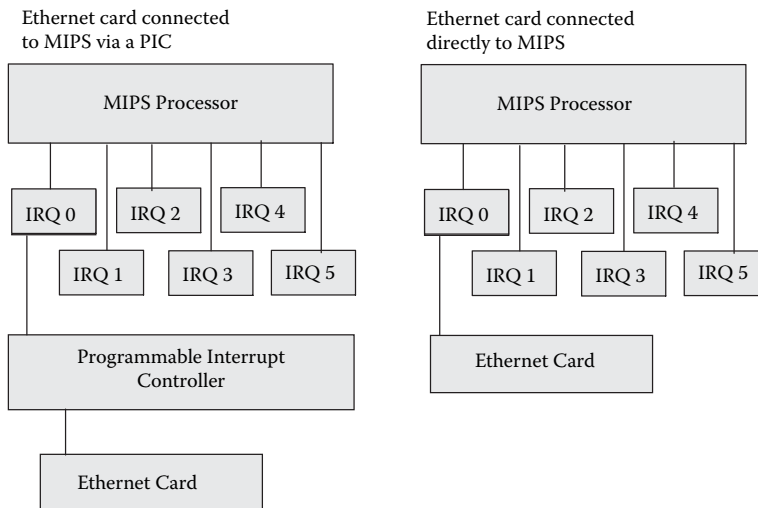 Ethernet card connected
to MIPS via a PIC
MIPS Processor
IRQ 0
IRQ 2
IRQ 4
IRQ 1
IRQ 3
IRQ 5
Programmable Interrupt
Controller
Ethernet Card
Ethernet card connected
directly to MIPS
MIPS Processor
IRQ 0
IRQ 2
IRQ 4
IRQ 1
IRQ 3
IRQ 5
Ethernet Card